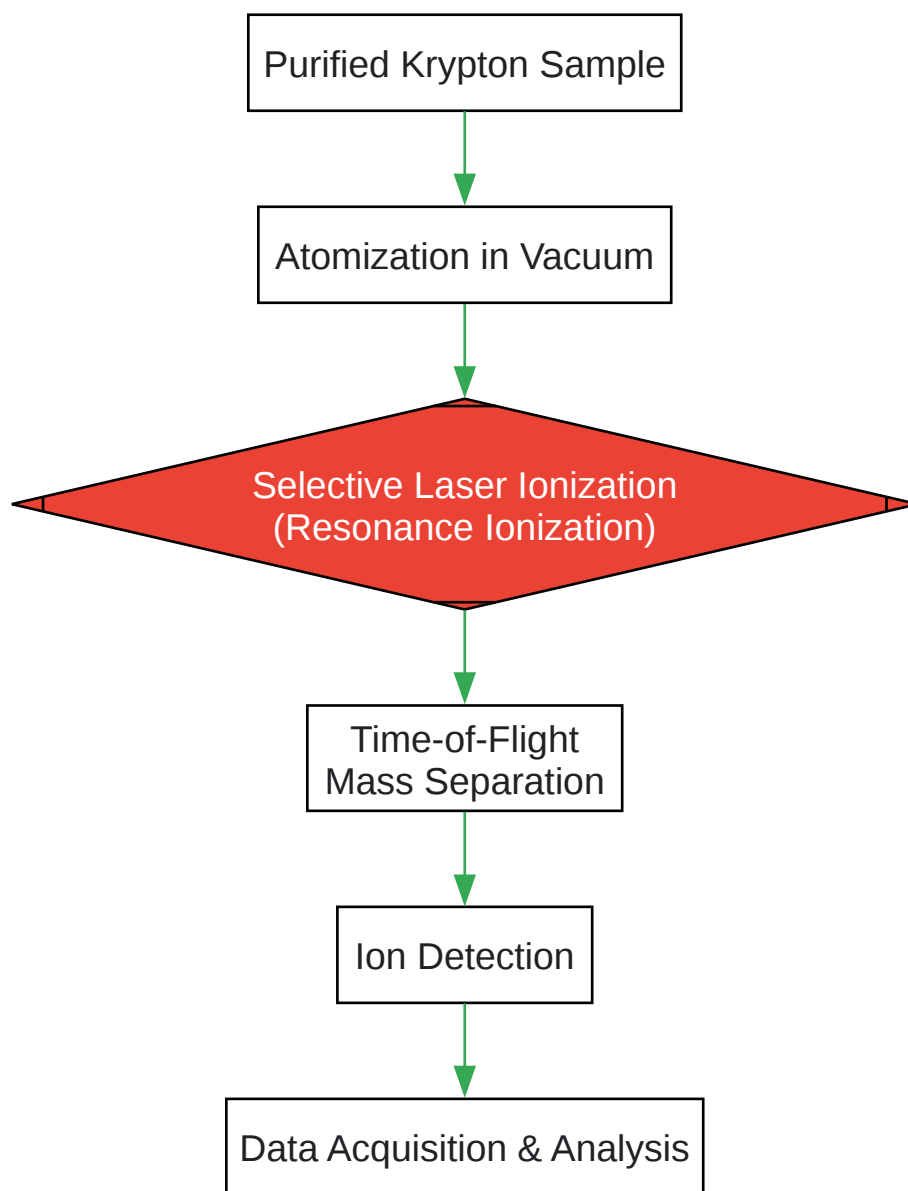 Purified Krypton Sample
Atomization in Vacuum
Selective Laser Ionization
(Resonance Ionization)
Time-of-Flight
Mass Separation
Ion Detection
Data Acquisition & Analysis